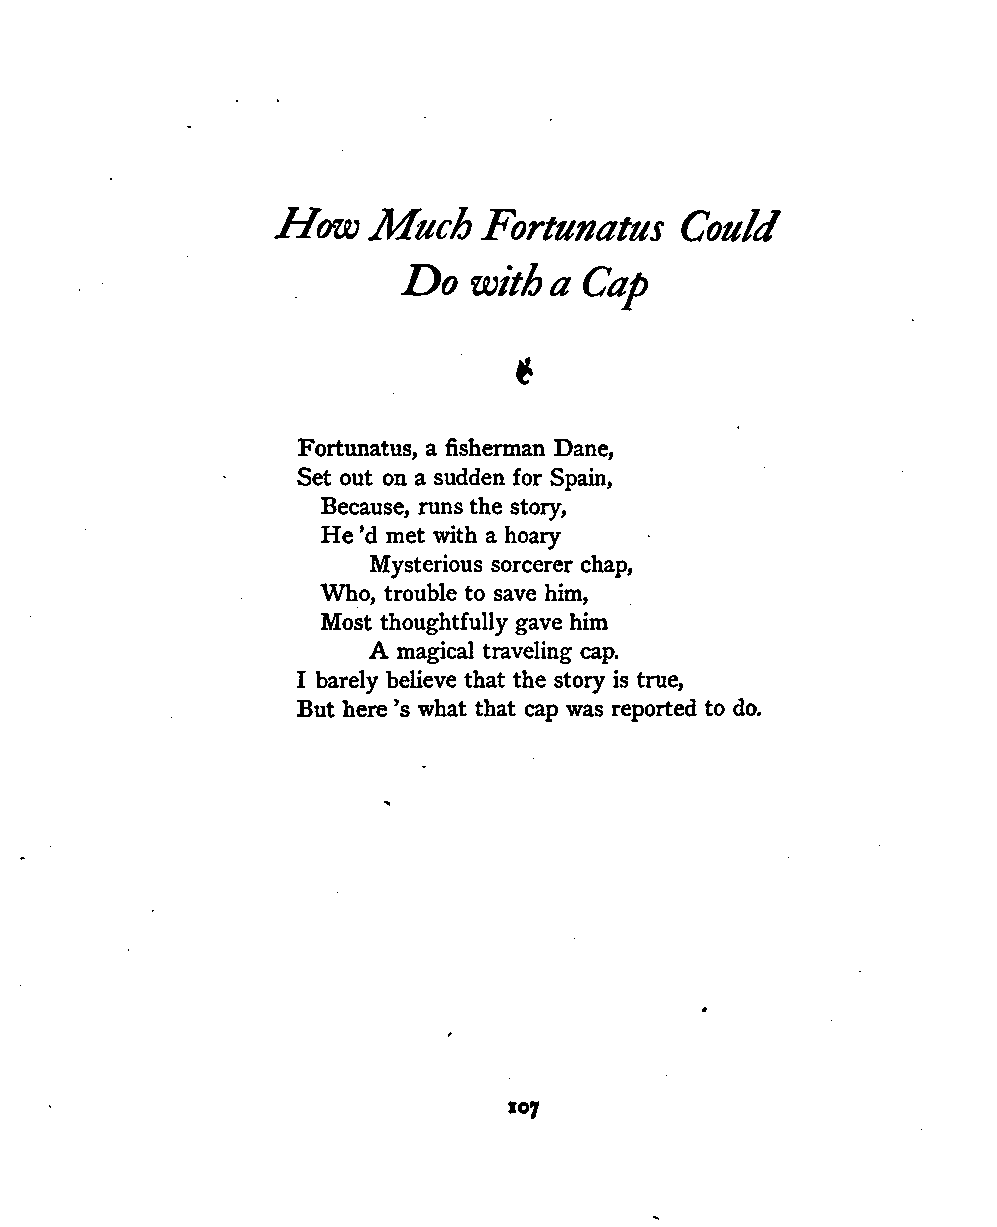 How Much Fortunatus Could
Do with a Cap
Fortunatus, a fisherman Dane,
Set out on a sudden for Spain,
Because, runs the story,
He 'd met with a hoary
Mysterious sorcerer chap,
Who, trouble to save him,
Most thoughtfully gave him
A magical traveling cap.
I barely believe that the story is true,
But here 's what that cap was reported to do.
107